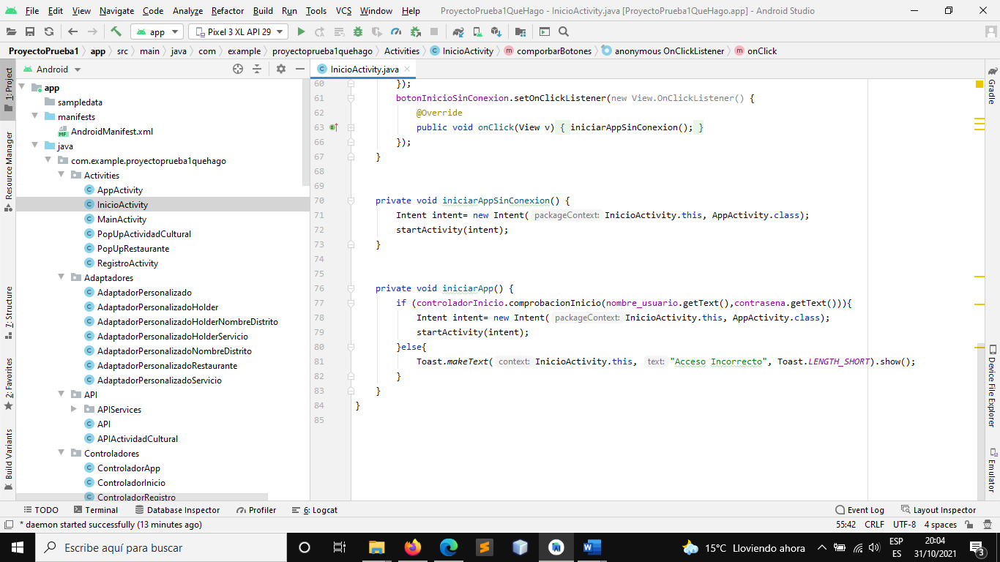 File Edit View Navigate Code Analyze Refactor Build Run Tools VCS Window Help ProyectoPrueba1QueHago - InicioActivity.java [ProyectoPrueba1QueHago.app] - Android Studio
app Pixel 3 XL API 29
ProyectoPrueba1 app src main java com example proyectoprueba1quehago Activities InicioActivity comporbarBotones anonymous OnClickListener onClick
1: Project
Resource Manager
7: Structure
2: Favorites
Build Variants
Android
app
sampledata
manifests
AndroidManifest.xml
java
com.example.proyectoprueba1quehago
Activities
AppActivity
InicioActivity
MainActivity
PopUpActividadCultural
PopUpRestaurante
RegistroActivity
Adaptadores
AdaptadorPersonalizado
AdaptadorPersonalizadoHolder
AdaptadorPersonalizadoHolderNombreDistrito
AdaptadorPersonalizadoHolderServicio
AdaptadorPersonalizadoNombreDistrito
AdaptadorPersonalizadoRestaurante
AdaptadorPersonalizadoServicio
API
APIServices
API
APIActividadCultural
Controladores
ControladorApp
ControladorInicio
ControladorRegistro
InicioActivity.java
60 });
61 botonInicioSinConexion.setOnClickListener(new View.OnClickListener() {
62 @Override
63 public void onClick(View v) { iniciarAppSinConexion(); }
66 });
67 }
68
69
70 private void iniciarAppSinConexion() {
71 Intent intent= new Intent( packageContext: InicioActivity.this, AppActivity.class);
72 startActivity(intent);
73 }
74
75
76 private void iniciarApp() {
77 if (controladorInicio.comprobacionInicio(nombre_usuario.getText(),contrasena.getText())){
78 Intent intent= new Intent( packageContext: InicioActivity.this, AppActivity.class);
79 startActivity(intent);
80 }else{
81 Toast.makeText( context: InicioActivity.this, text: "Acceso Incorrecto", Toast.LENGTH_SHORT).show();
82 }
83 }
84 }
85
Gradle
Device File Explorer
Emulator
TODO Terminal Database Inspector Profiler 6: Logcat Event Log Layout Inspector
* daemon started successfully (13 minutes ago) 55:42 CRLF UTF-8 4 spaces
Escribe aquí para buscar
15°C Lloviendo ahora
ESP
ES
20:04
31/10/2021
3